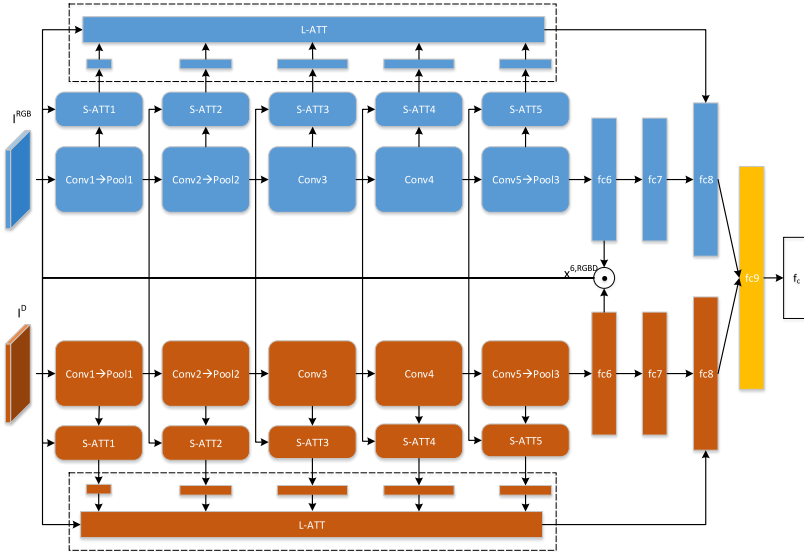 L-ATT
S-ATT1 S-ATT2 S-ATT3 S-ATT4 S-ATT5
I^RGB
Conv1→Pool1 Conv2→Pool2 Conv3 Conv4 Conv5→Pool3 fc6 fc7 fc8
x^6,RGBD
fc9 f_c
I^D
Conv1→Pool1 Conv2→Pool2 Conv3 Conv4 Conv5→Pool3 fc6 fc7 fc8
S-ATT1 S-ATT2 S-ATT3 S-ATT4 S-ATT5
L-ATT